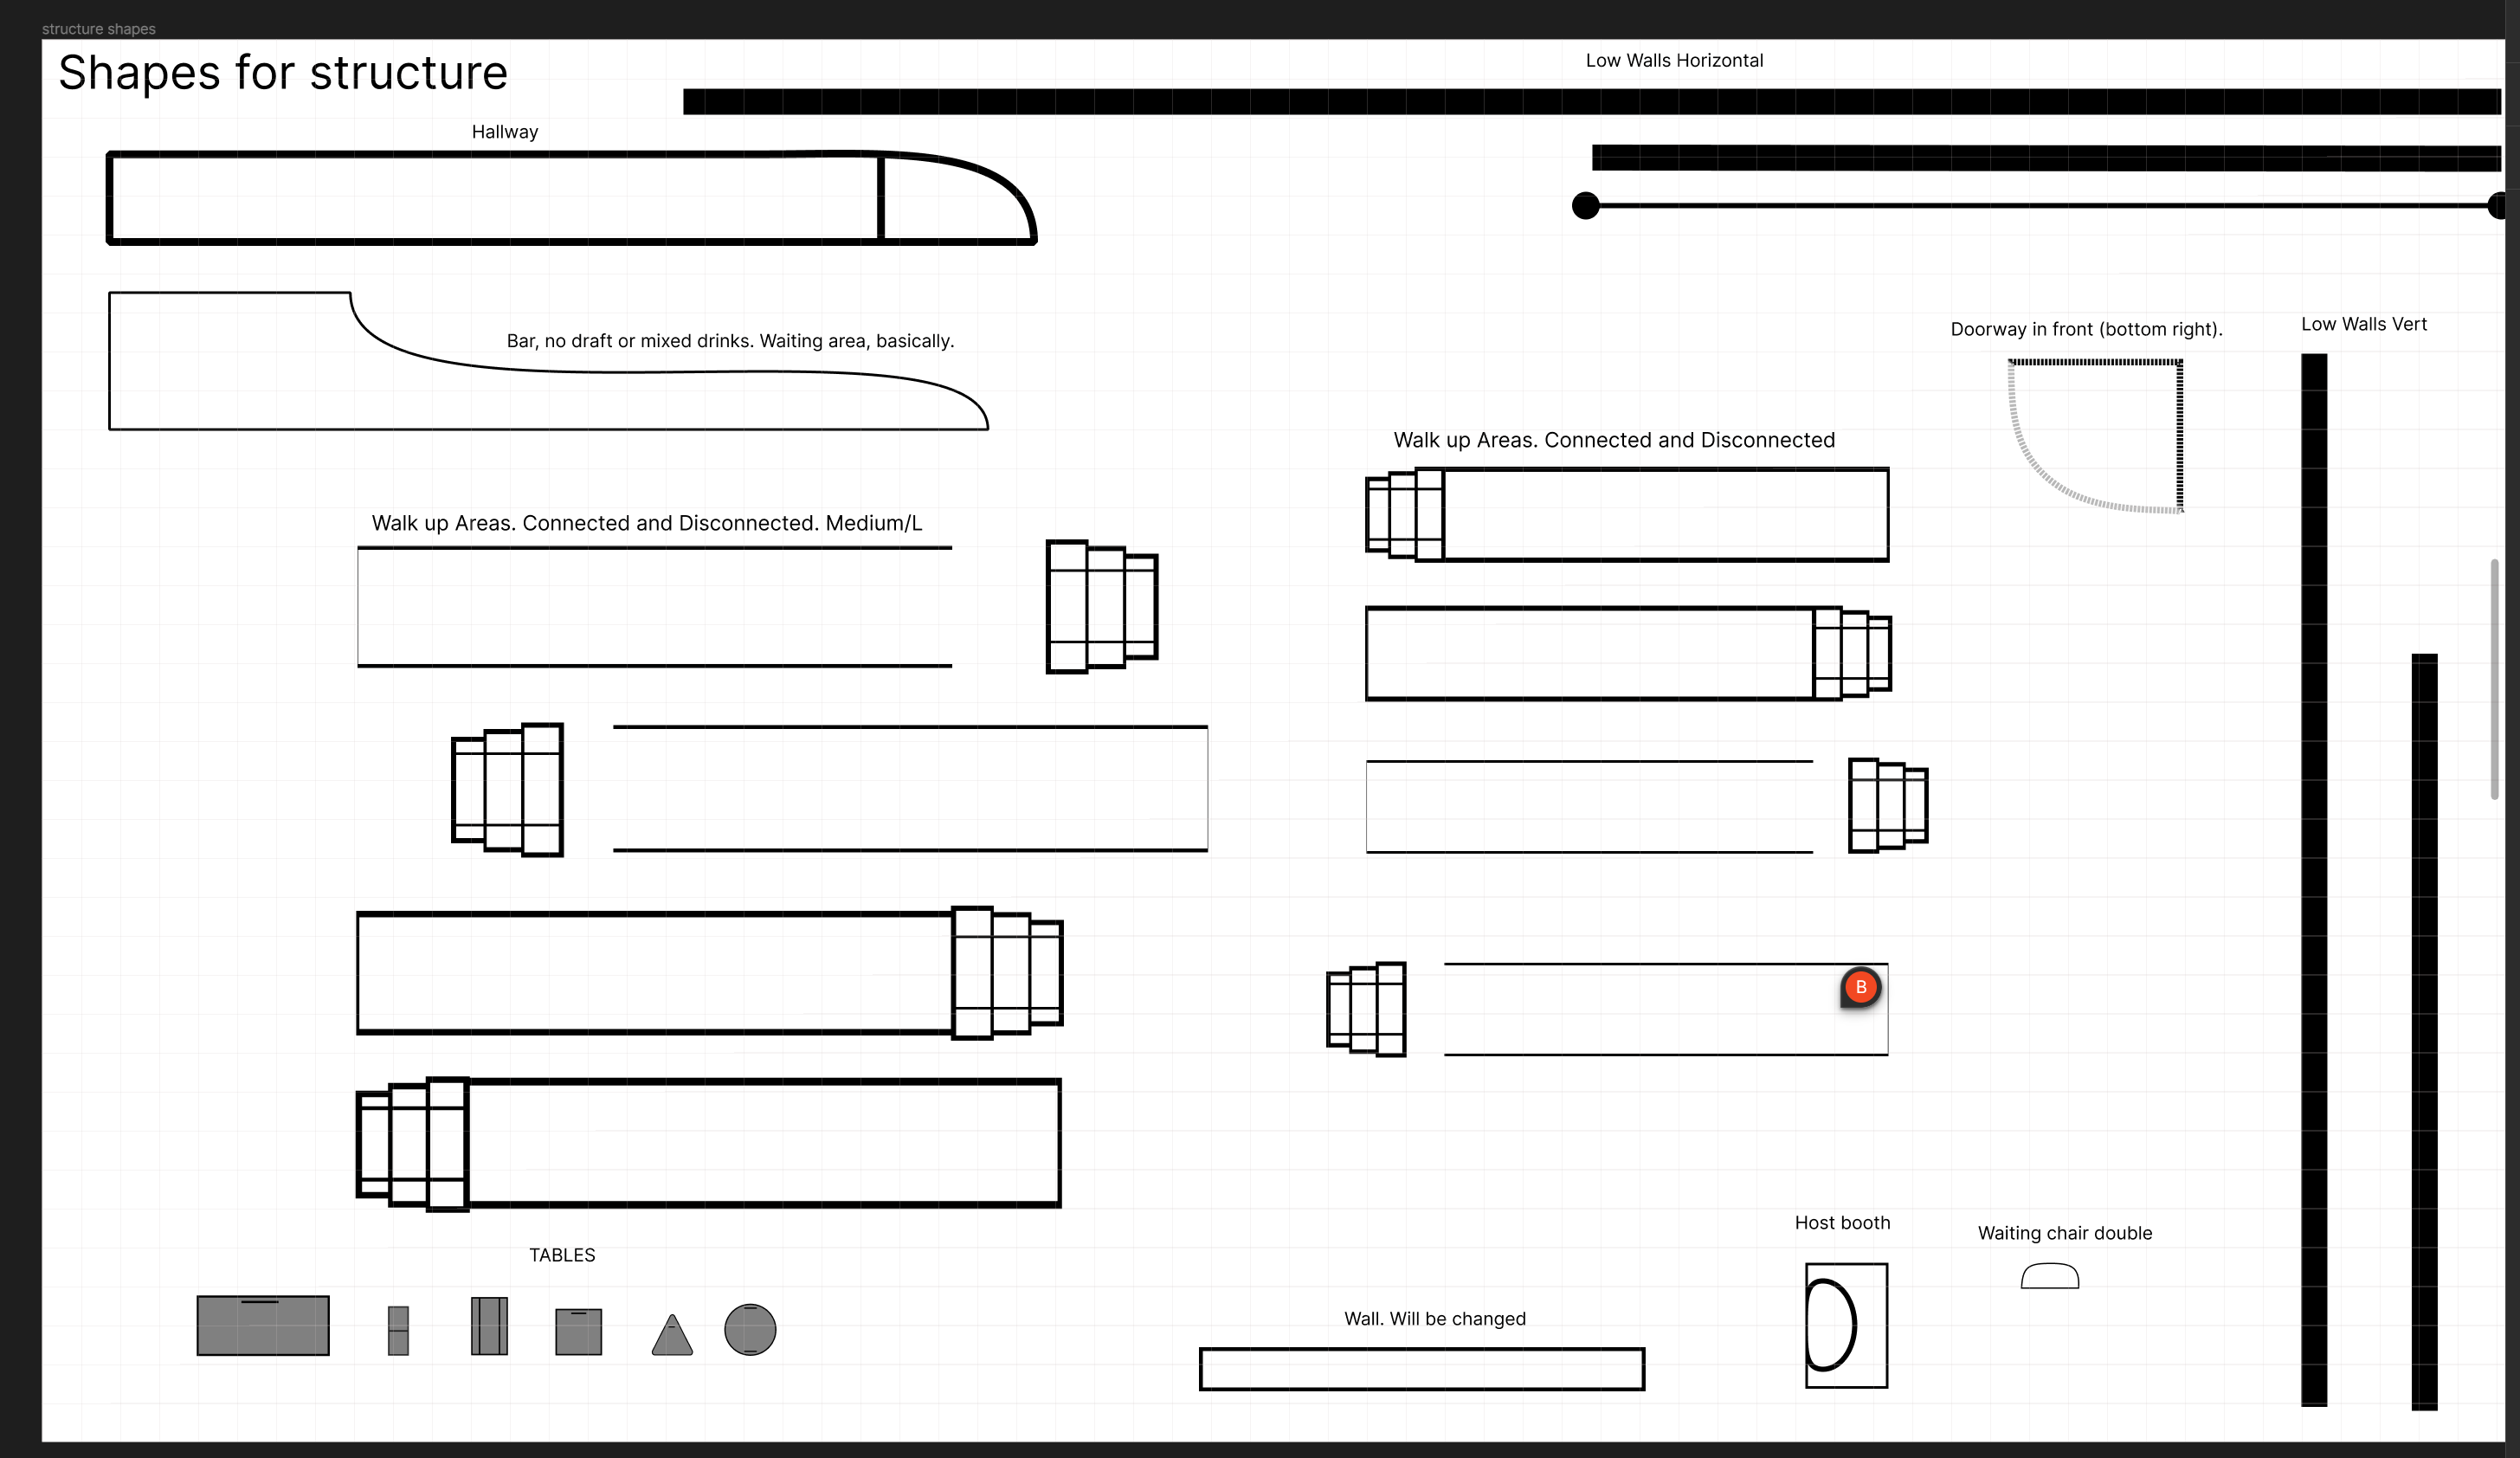 structure shapes
Shapes for structure
Low Walls Horizontal
Hallway
Bar, no draft or mixed drinks. Waiting area, basically.
Doorway in front (bottom right).
Low Walls Vert
Walk up Areas. Connected and Disconnected
Walk up Areas. Connected and Disconnected. Medium/L
B
Host booth
Waiting chair double
TABLES
Wall. Will be changed